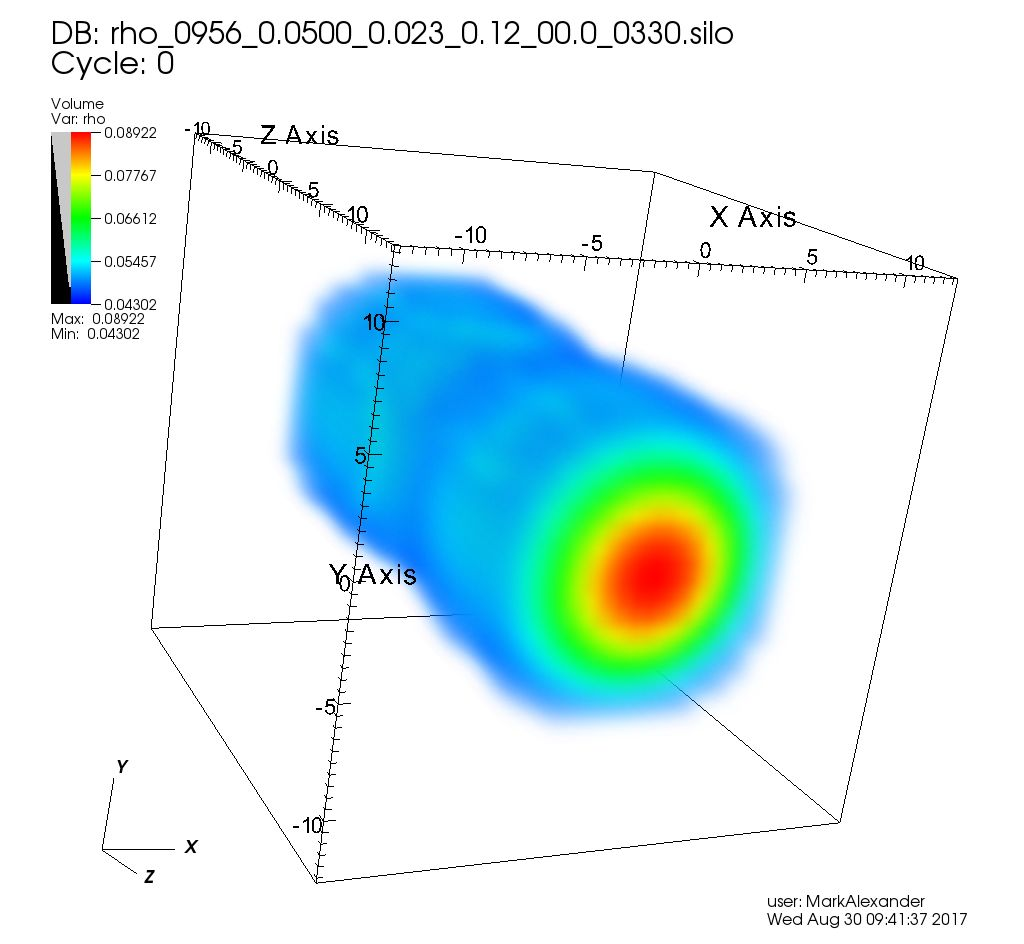 DB: rho_0956_0.0500_0.023_0.12_00.0_0330.silo
Cycle: 0
Volume
Var: rho
0.08922
0.07767
0.06612
0.05457
0.04302
Max: 0.08922
Min: 0.04302
Z Axis
-10
-5
0
5
10
X Axis
-10
-5
0
5
10
10
5
Y Axis
0
-5
-10
Y
X
Z
user: MarkAlexander
Wed Aug 30 09:41:37 2017